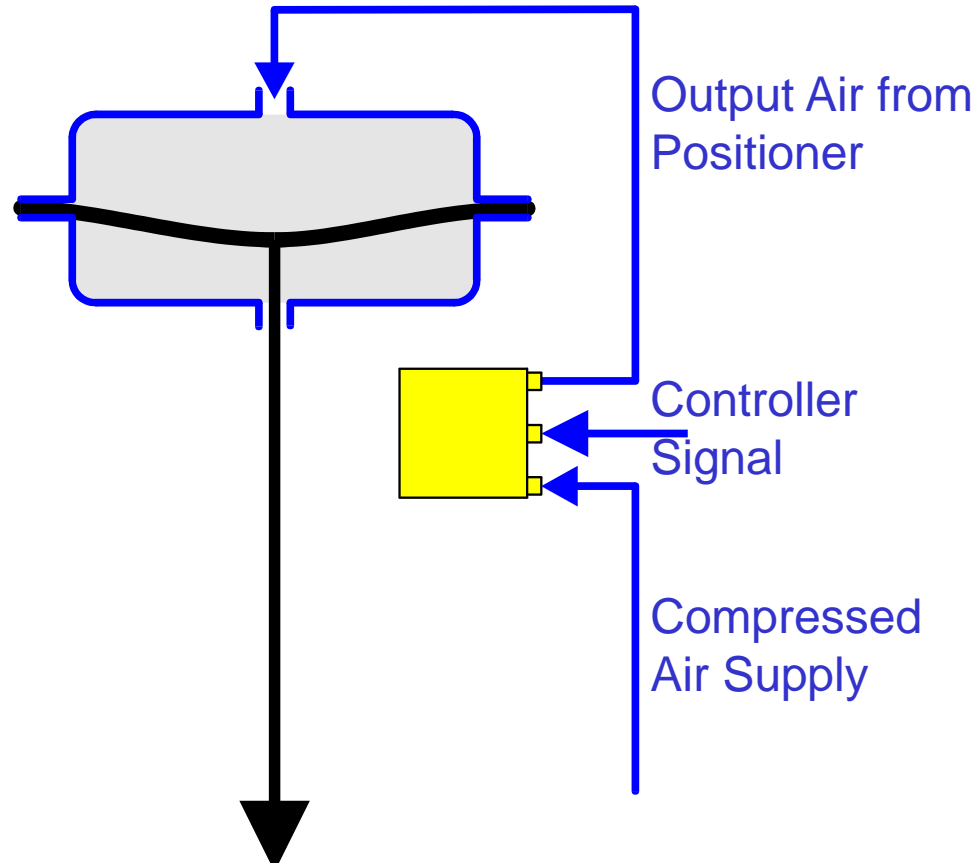 Output Air from
Positioner
Controller
Signal
Compressed
Air Supply